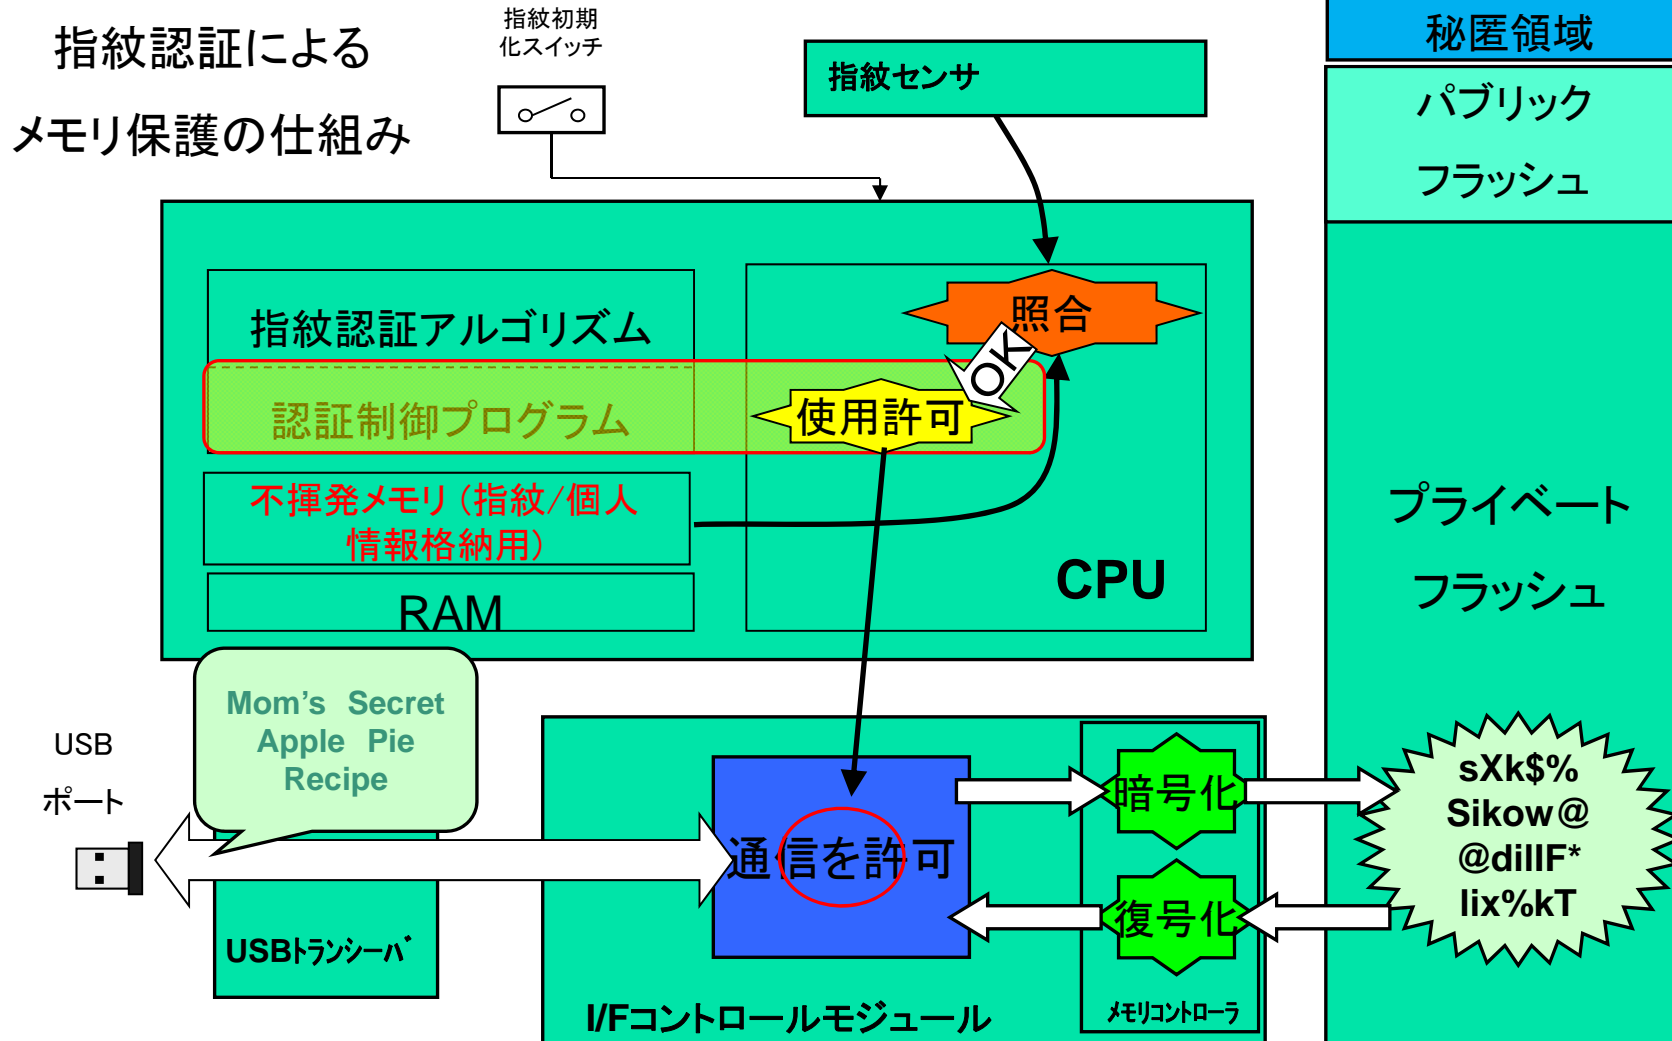 指紋認証による
メモリ保護の仕組み
指紋初期
化スイッチ
指紋センサ
秘匿領域
パブリック
フラッシュ
指紋認証アルゴリズム
認証制御プログラム
照合
OK
使用許可
不揮発メモリ（指紋/個人
情報格納用）
RAM
CPU
プライベート
フラッシュ
Mom's Secret
Apple Pie
Recipe
USB
ポート
USBトランシーバ
通信を許可
暗号化
復号化
メモリコントローラ
I/Fコントロールモジュール
sXk$%
Sikow@
@dillF*
lix%kT